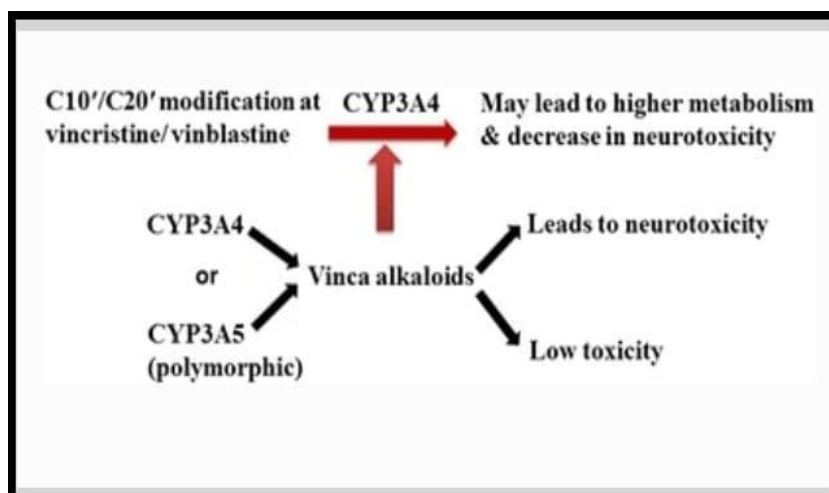 C10′/C20′ modification at
vincristine/vinblastine
CYP3A4
May lead to higher metabolism
& decrease in neurotoxicity
CYP3A4
or
CYP3A5
(polymorphic)
Vinca alkaloids
Leads to neurotoxicity
Low toxicity